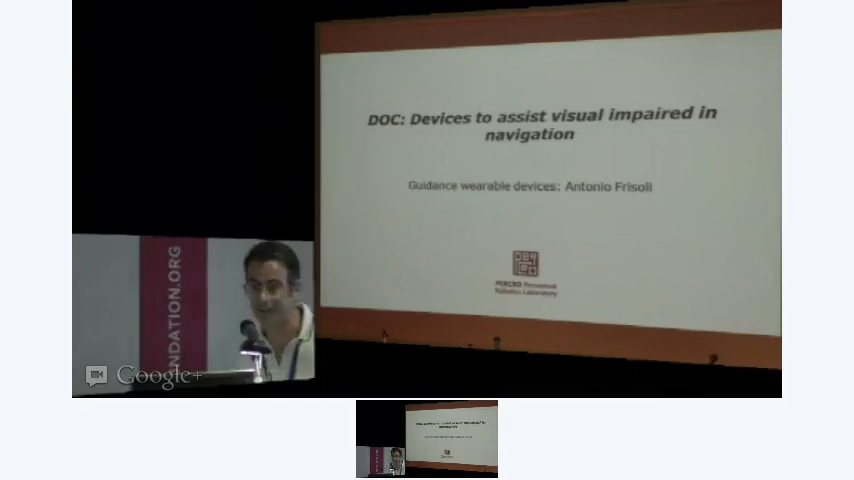 DOC: Devices to assist visual impaired in
navigation
Guidance wearable devices: Antonio Frisoli
PERCRO Perceptual
Robotics Laboratory
NDATION.ORG
Google+